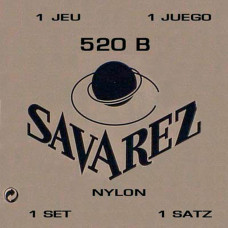 1 JEU 1 JUEGO
520 B
SAVAREZ
NYLON
1 SET 1 SATZ